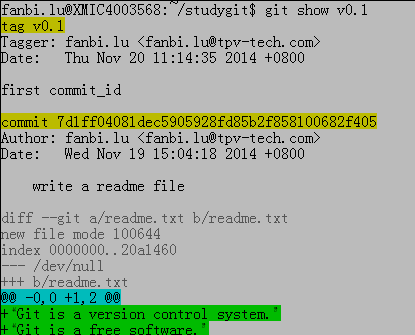 fanbi.lu@XMIC4003568:~/studygit$ git show v0.1
tag v0.1
Tagger: fanbi.lu <fanbi.lu@tpv-tech.com>
Date:   Thu Nov 20 11:14:35 2014 +0800

first commit_id

commit 7d1ff04081dec5905928fd85b2f858100682f405
Author: fanbi.lu <fanbi.lu@tpv-tech.com>
Date:   Wed Nov 19 15:04:18 2014 +0800

    write a readme file

diff --git a/readme.txt b/readme.txt
new file mode 100644
index 0000000..20a1460
--- /dev/null
+++ b/readme.txt
@@ -0,0 +1,2 @@
+"Git is a version control system."
+"Git is a free software."